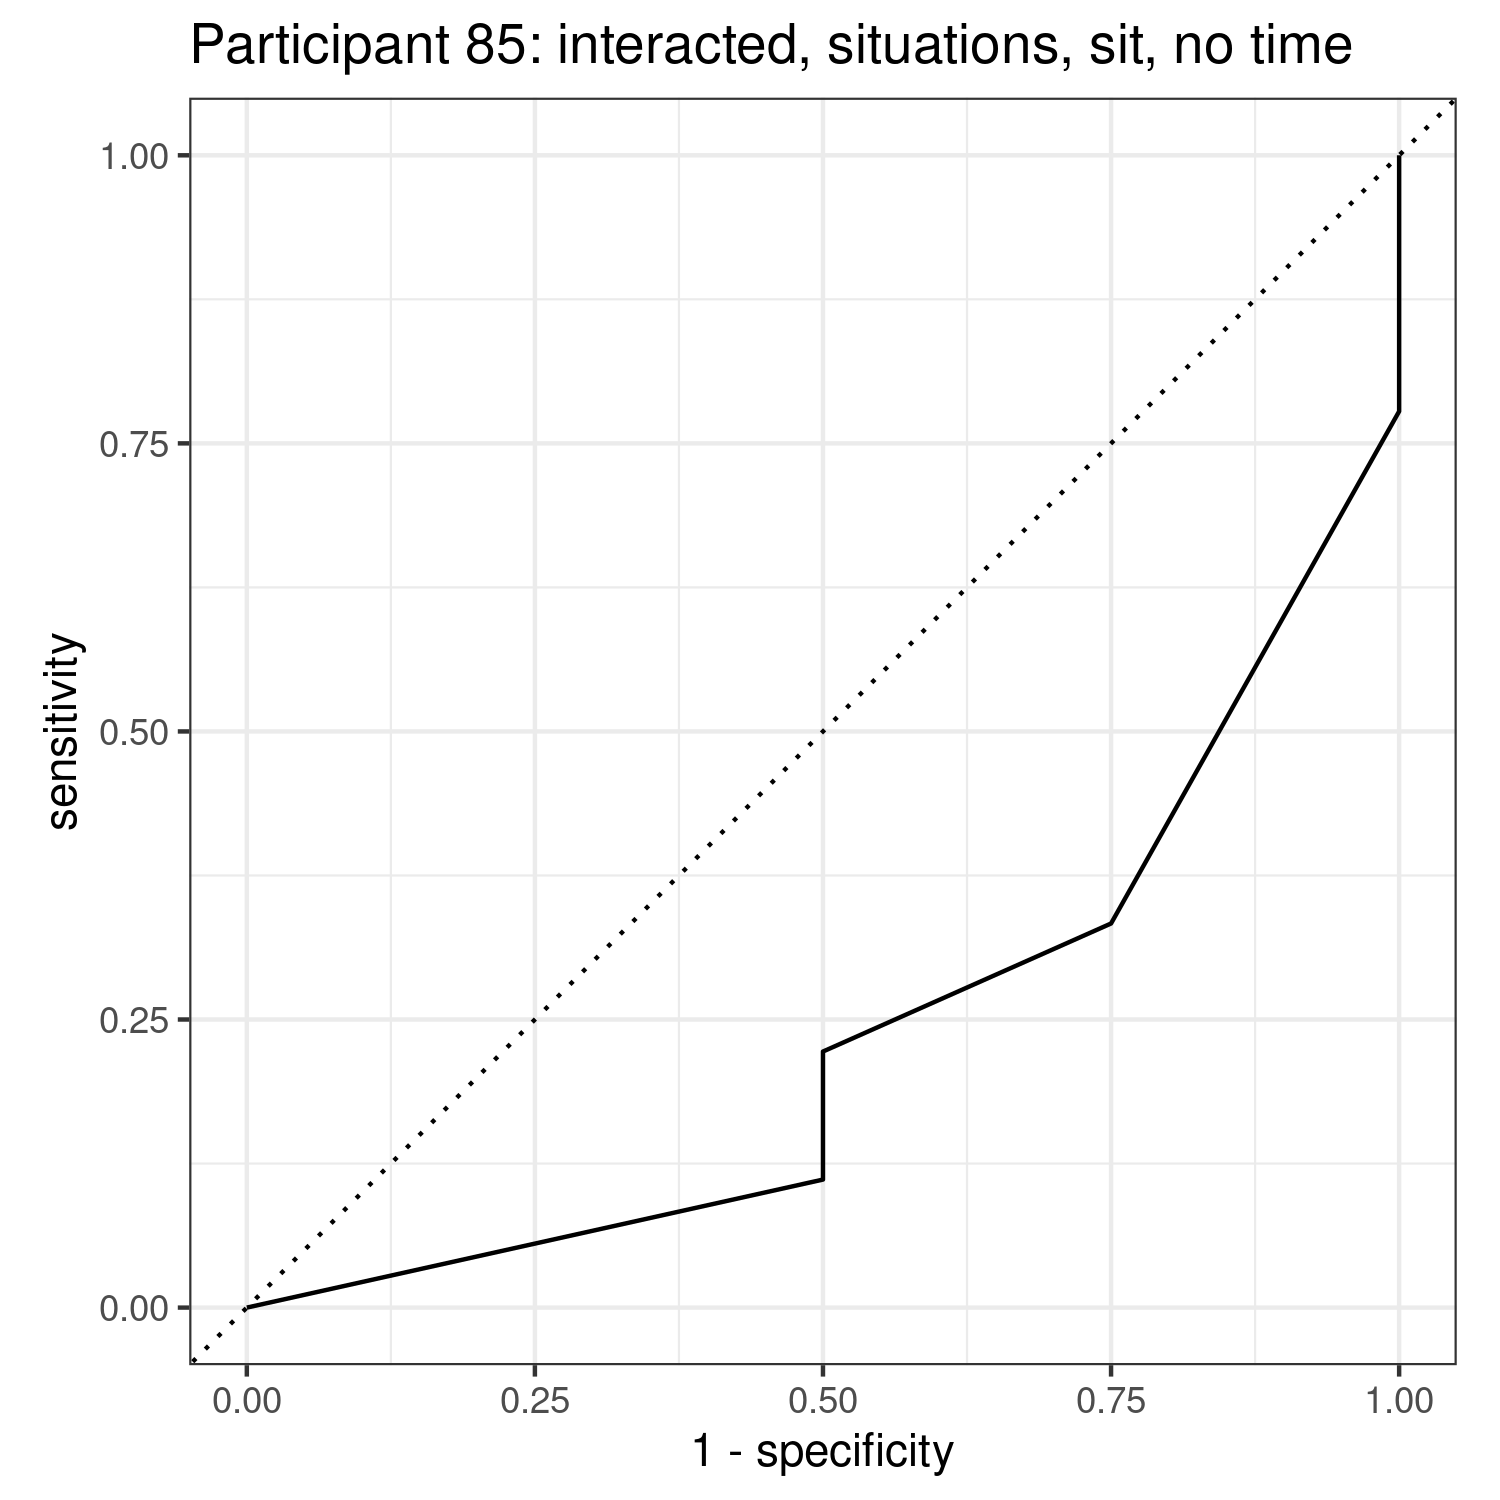 Participant 85: interacted, situations, sit, no time
1.00
0.75
0.50
0.25
0.00
sensitivity
0.00 0.25 0.50 0.75 1.00
1 - specificity